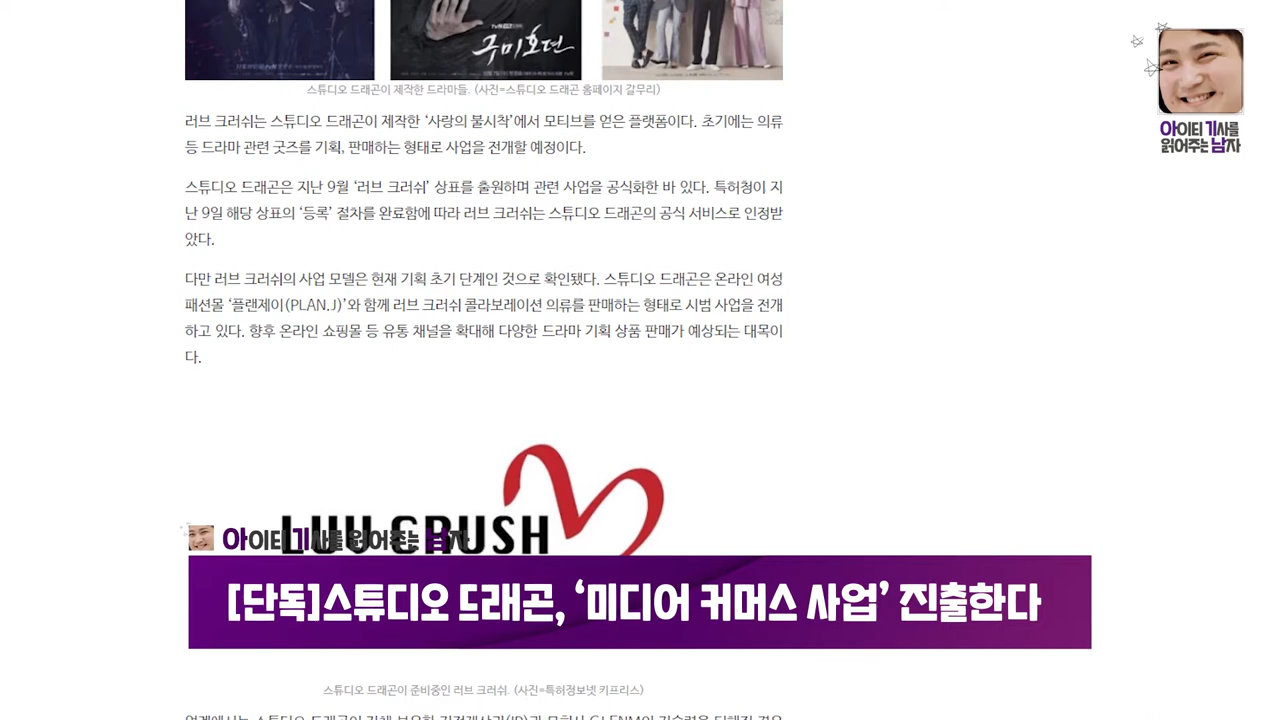 구미호뎐
스튜디오 드래곤이 제작한 드라마들. (사진=스튜디오 드래곤 홈페이지 갈무리)
아이티 기사를
읽어주는 남자
러브 크러쉬는 스튜디오 드래곤이 제작한 ‘사랑의 불시착’에서 모티브를 얻은 플랫폼이다. 초기에는 의류
등 드라마 관련 굿즈를 기획, 판매하는 형태로 사업을 전개할 예정이다.
스튜디오 드래곤은 지난 9월 ‘러브 크러쉬’ 상표를 출원하며 관련 사업을 공식화한 바 있다. 특허청이 지
난 9일 해당 상표의 ‘등록’ 절차를 완료함에 따라 러브 크러쉬는 스튜디오 드래곤의 공식 서비스로 인정받
았다.
다만 러브 크러쉬의 사업 모델은 현재 기획 초기 단계인 것으로 확인됐다. 스튜디오 드래곤은 온라인 여성
패션몰 ‘플랜제이(PLAN.J)’와 함께 러브 크러쉬 콜라보레이션 의류를 판매하는 형태로 시범 사업을 전개
하고 있다. 향후 온라인 쇼핑몰 등 유통 채널을 확대해 다양한 드라마 기획 상품 판매가 예상되는 대목이
다.
LUV CRUSH
아이티 기사를 읽어주는 남자
[단독]스튜디오 드래곤, ‘미디어 커머스 사업’ 진출한다
스튜디오 드래곤이 준비중인 러브 크러쉬. (사진=특허정보넷 키프리스)